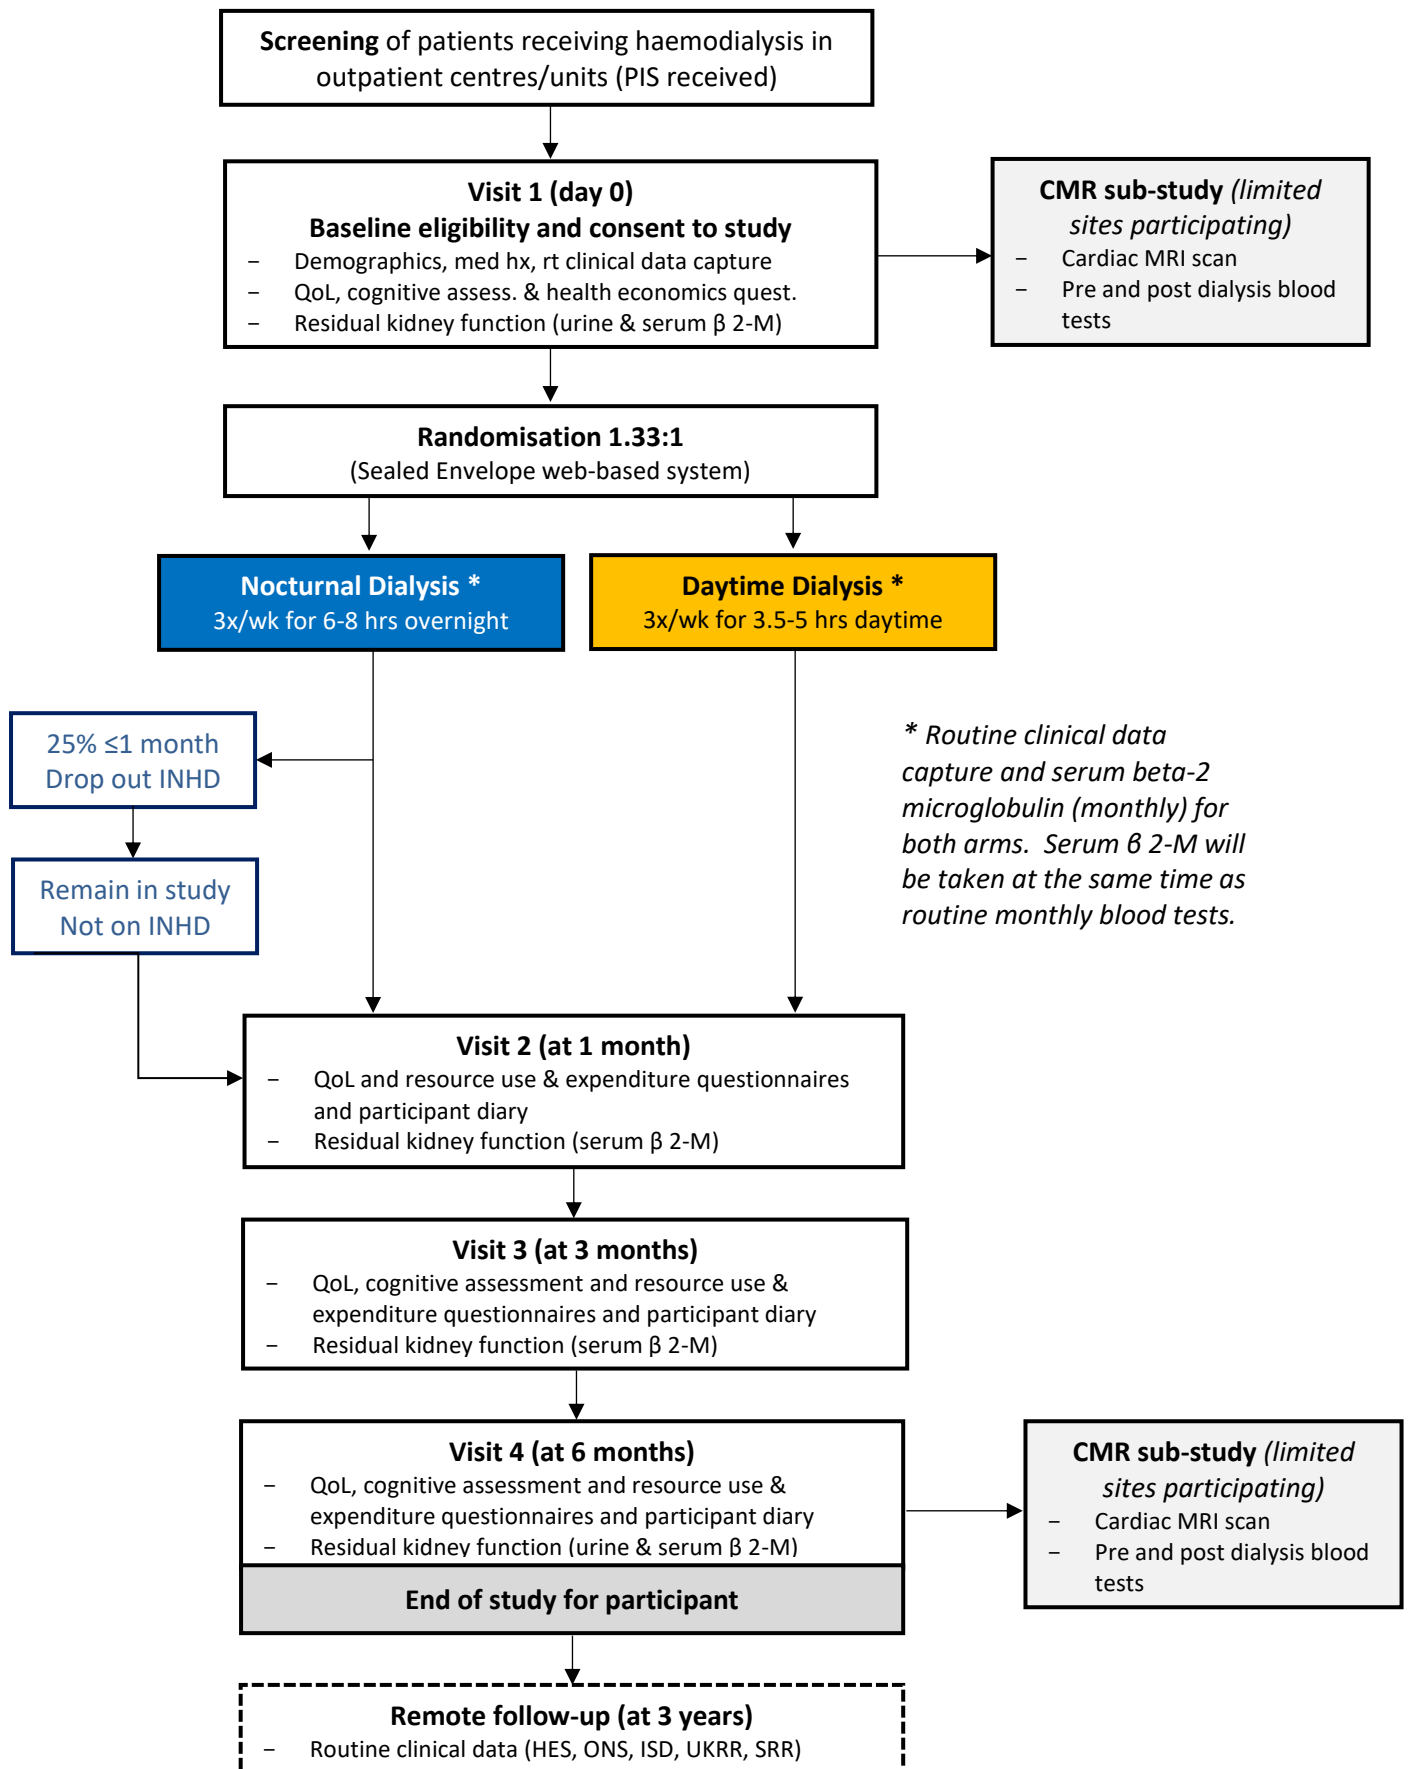 Screening of patients receiving haemodialysis in
outpatient centres/units (PIS received)
Visit 1 (day 0)
Baseline eligibility and consent to study
- Demographics, med hx, rt clinical data capture
- QoL, cognitive assess. & health economics quest.
- Residual kidney function (urine & serum β 2-M)
CMR sub-study (limited
sites participating)
- Cardiac MRI scan
- Pre and post dialysis blood
tests
Randomisation 1.33:1
(Sealed Envelope web-based system)
Nocturnal Dialysis *
3x/wk for 6-8 hrs overnight
Daytime Dialysis *
3x/wk for 3.5-5 hrs daytime
25% ≤1 month
Drop out INHD
Remain in study
Not on INHD
* Routine clinical data
capture and serum beta-2
microglobulin (monthly) for
both arms. Serum β 2-M will
be taken at the same time as
routine monthly blood tests.
Visit 2 (at 1 month)
- QoL and resource use & expenditure questionnaires
and participant diary
- Residual kidney function (serum β 2-M)
Visit 3 (at 3 months)
- QoL, cognitive assessment and resource use &
expenditure questionnaires and participant diary
- Residual kidney function (serum β 2-M)
Visit 4 (at 6 months)
- QoL, cognitive assessment and resource use &
expenditure questionnaires and participant diary
- Residual kidney function (urine & serum β 2-M)
End of study for participant
CMR sub-study (limited
sites participating)
- Cardiac MRI scan
- Pre and post dialysis blood
tests
Remote follow-up (at 3 years)
- Routine clinical data (HES, ONS, ISD, UKRR, SRR)